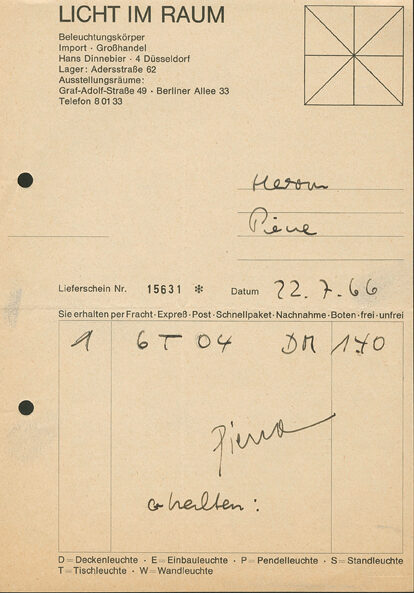 LICHT IM RAUM
Beleuchtungskörper
Import · Großhandel
Hans Dinnebier · 4 Düsseldorf
Lager: Adersstraße 62
Ausstellungsräume:
Graf-Adolf-Straße 49 · Berliner Allee 33
Telefon 8 01 33
Herrn
Piene
Lieferschein Nr. 15631 * Datum 22.7.66
Sie erhalten per Fracht · Expreß · Post · Schnellpaket · Nachnahme · Boten · frei · unfrei
1 6 T 04 DM 140
Piene
erhalten:
D = Deckenleuchte · E = Einbauleuchte · P = Pendelleuchte · S = Standleuchte
T = Tischleuchte · W = Wandleuchte